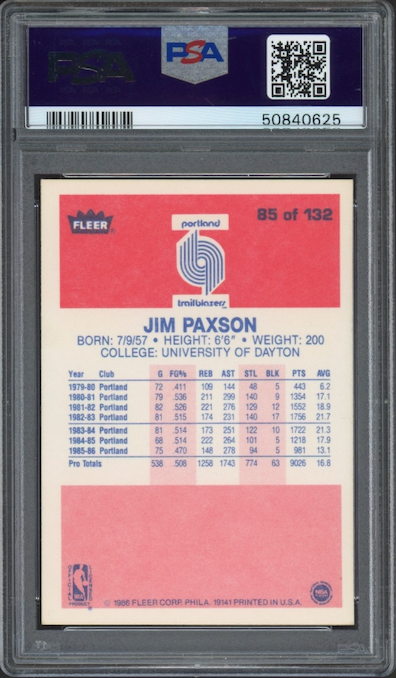 PSA
PSA
50840625
FLEER
85 of 132
portland
trailblazers
JIM PAXSON
BORN: 7/9/57 • HEIGHT: 6'6" • WEIGHT: 200
COLLEGE: UNIVERSITY OF DAYTON
Year Club G FG% REB AST STL BLK PTS AVG
1979-80 Portland 72 .411 109 144 48 5 443 6.2
1980-81 Portland 79 .536 211 299 140 9 1354 17.1
1981-82 Portland 82 .526 221 276 129 12 1552 18.9
1982-83 Portland 81 .515 174 231 140 17 1756 21.7
1983-84 Portland 81 .514 173 251 122 10 1722 21.3
1984-85 Portland 68 .514 222 264 101 5 1218 17.9
1985-86 Portland 75 .470 148 278 94 5 981 13.1
Pro Totals 538 .508 1258 1743 774 63 9026 16.8
NBA
© 1986 FLEER CORP. PHILA. 19141 PRINTED IN U.S.A.